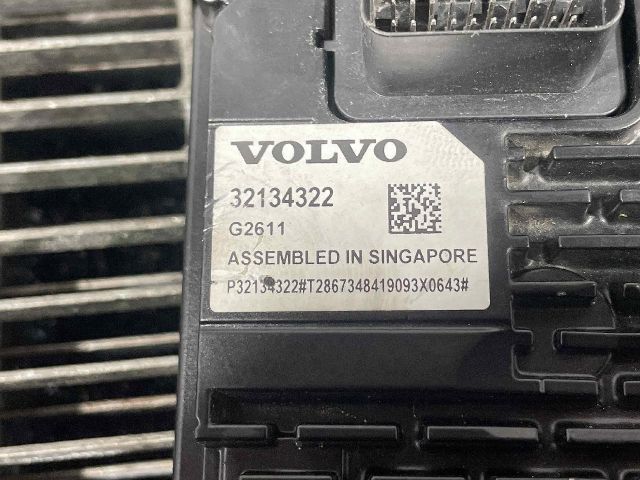 VOLVO
32134322
G2611
ASSEMBLED IN SINGAPORE
P32134322#T2867348419093X0643#